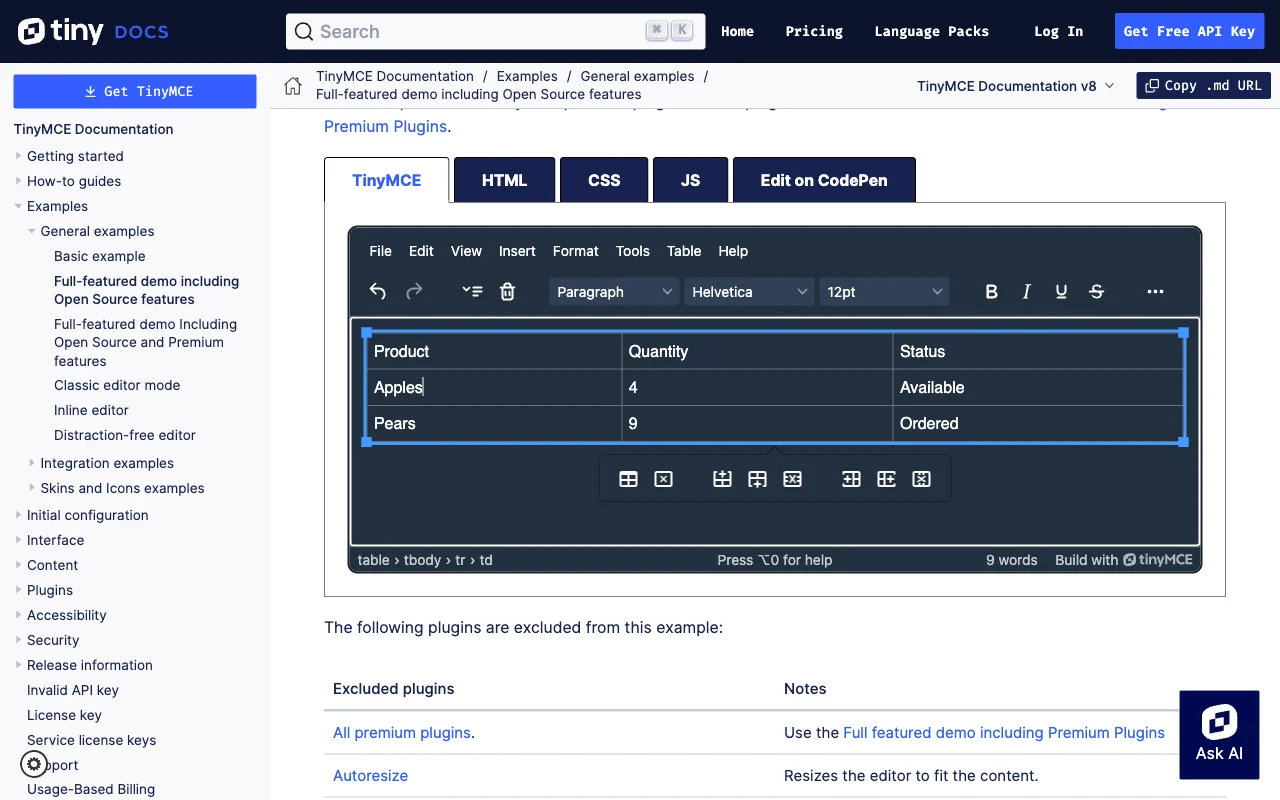 tiny DOCS
Search
⌘ K
Home
Pricing
Language Packs
Log In
Get Free API Key
Get TinyMCE
TinyMCE Documentation / Examples / General examples /
Full-featured demo including Open Source features
TinyMCE Documentation v8
Copy .md URL
TinyMCE Documentation
Getting started
How-to guides
Examples
General examples
Basic example
Full-featured demo including
Open Source features
Full-featured demo Including
Open Source and Premium
features
Classic editor mode
Inline editor
Distraction-free editor
Integration examples
Skins and Icons examples
Initial configuration
Interface
Content
Plugins
Accessibility
Security
Release information
Invalid API key
License key
Service license keys
pport
Usage-Based Billing
Premium Plugins.
TinyMCE
HTML
CSS
JS
Edit on CodePen
File Edit View Insert Format Tools Table Help
Paragraph Helvetica 12pt B I U S
Product Quantity Status
Apples 4 Available
Pears 9 Ordered
table › tbody › tr › td
Press ⌥0 for help
9 words
Build with tinyMCE
The following plugins are excluded from this example:
Excluded plugins Notes
All premium plugins. Use the Full featured demo including Premium Plugins
Autoresize Resizes the editor to fit the content.
Ask AI